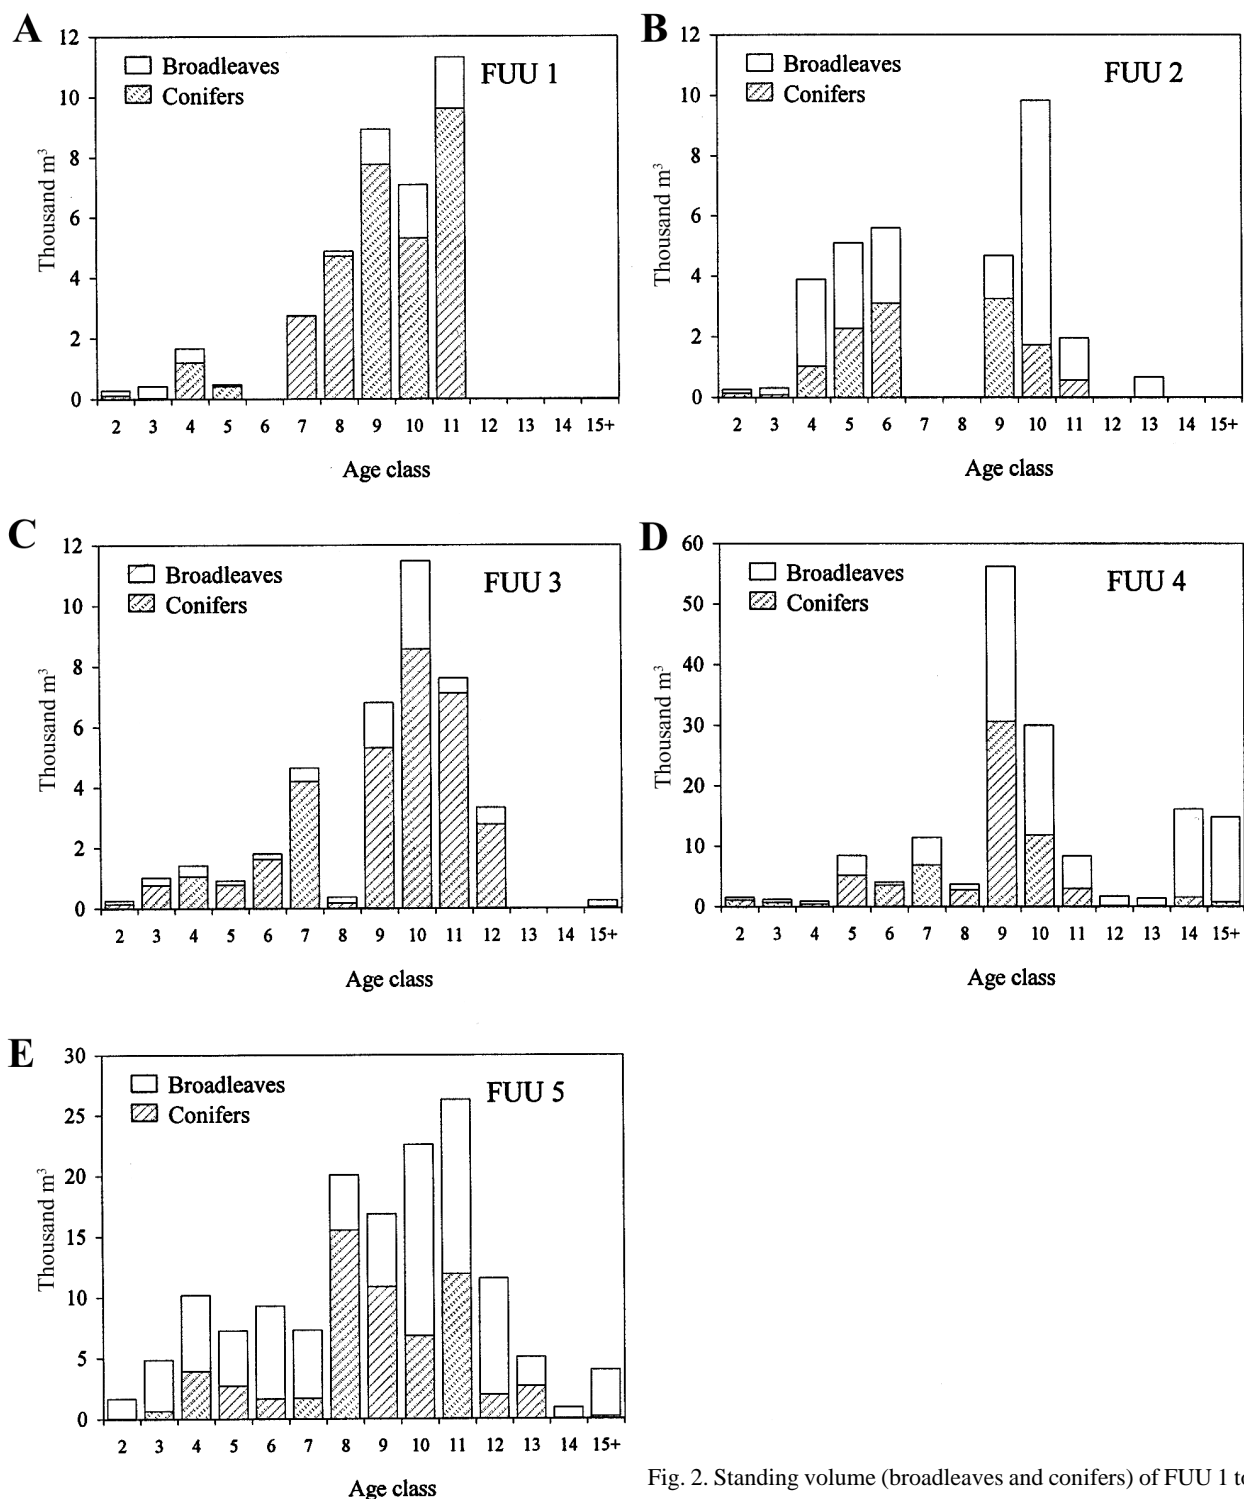 A
12
10
8
6
4
2
0
Thousand m³
Broadleaves
Conifers
FUU 1
2 3 4 5 6 7 8 9 10 11 12 13 14 15+
Age class
B
12
10
8
6
4
2
0
Thousand m³
Broadleaves
Conifers
FUU 2
2 3 4 5 6 7 8 9 10 11 12 13 14 15+
Age class
C
12
10
8
6
4
2
0
Thousand m³
Broadleaves
Conifers
FUU 3
2 3 4 5 6 7 8 9 10 11 12 13 14 15+
Age class
D
60
50
40
30
20
10
0
Thousand m³
Broadleaves
Conifers
FUU 4
2 3 4 5 6 7 8 9 10 11 12 13 14 15+
Age class
E
30
25
20
15
10
5
0
Thousand m³
Broadleaves
Conifers
FUU 5
2 3 4 5 6 7 8 9 10 11 12 13 14 15+
Age class
Fig. 2. Standing volume (broadleaves and conifers) of FUU 1 to